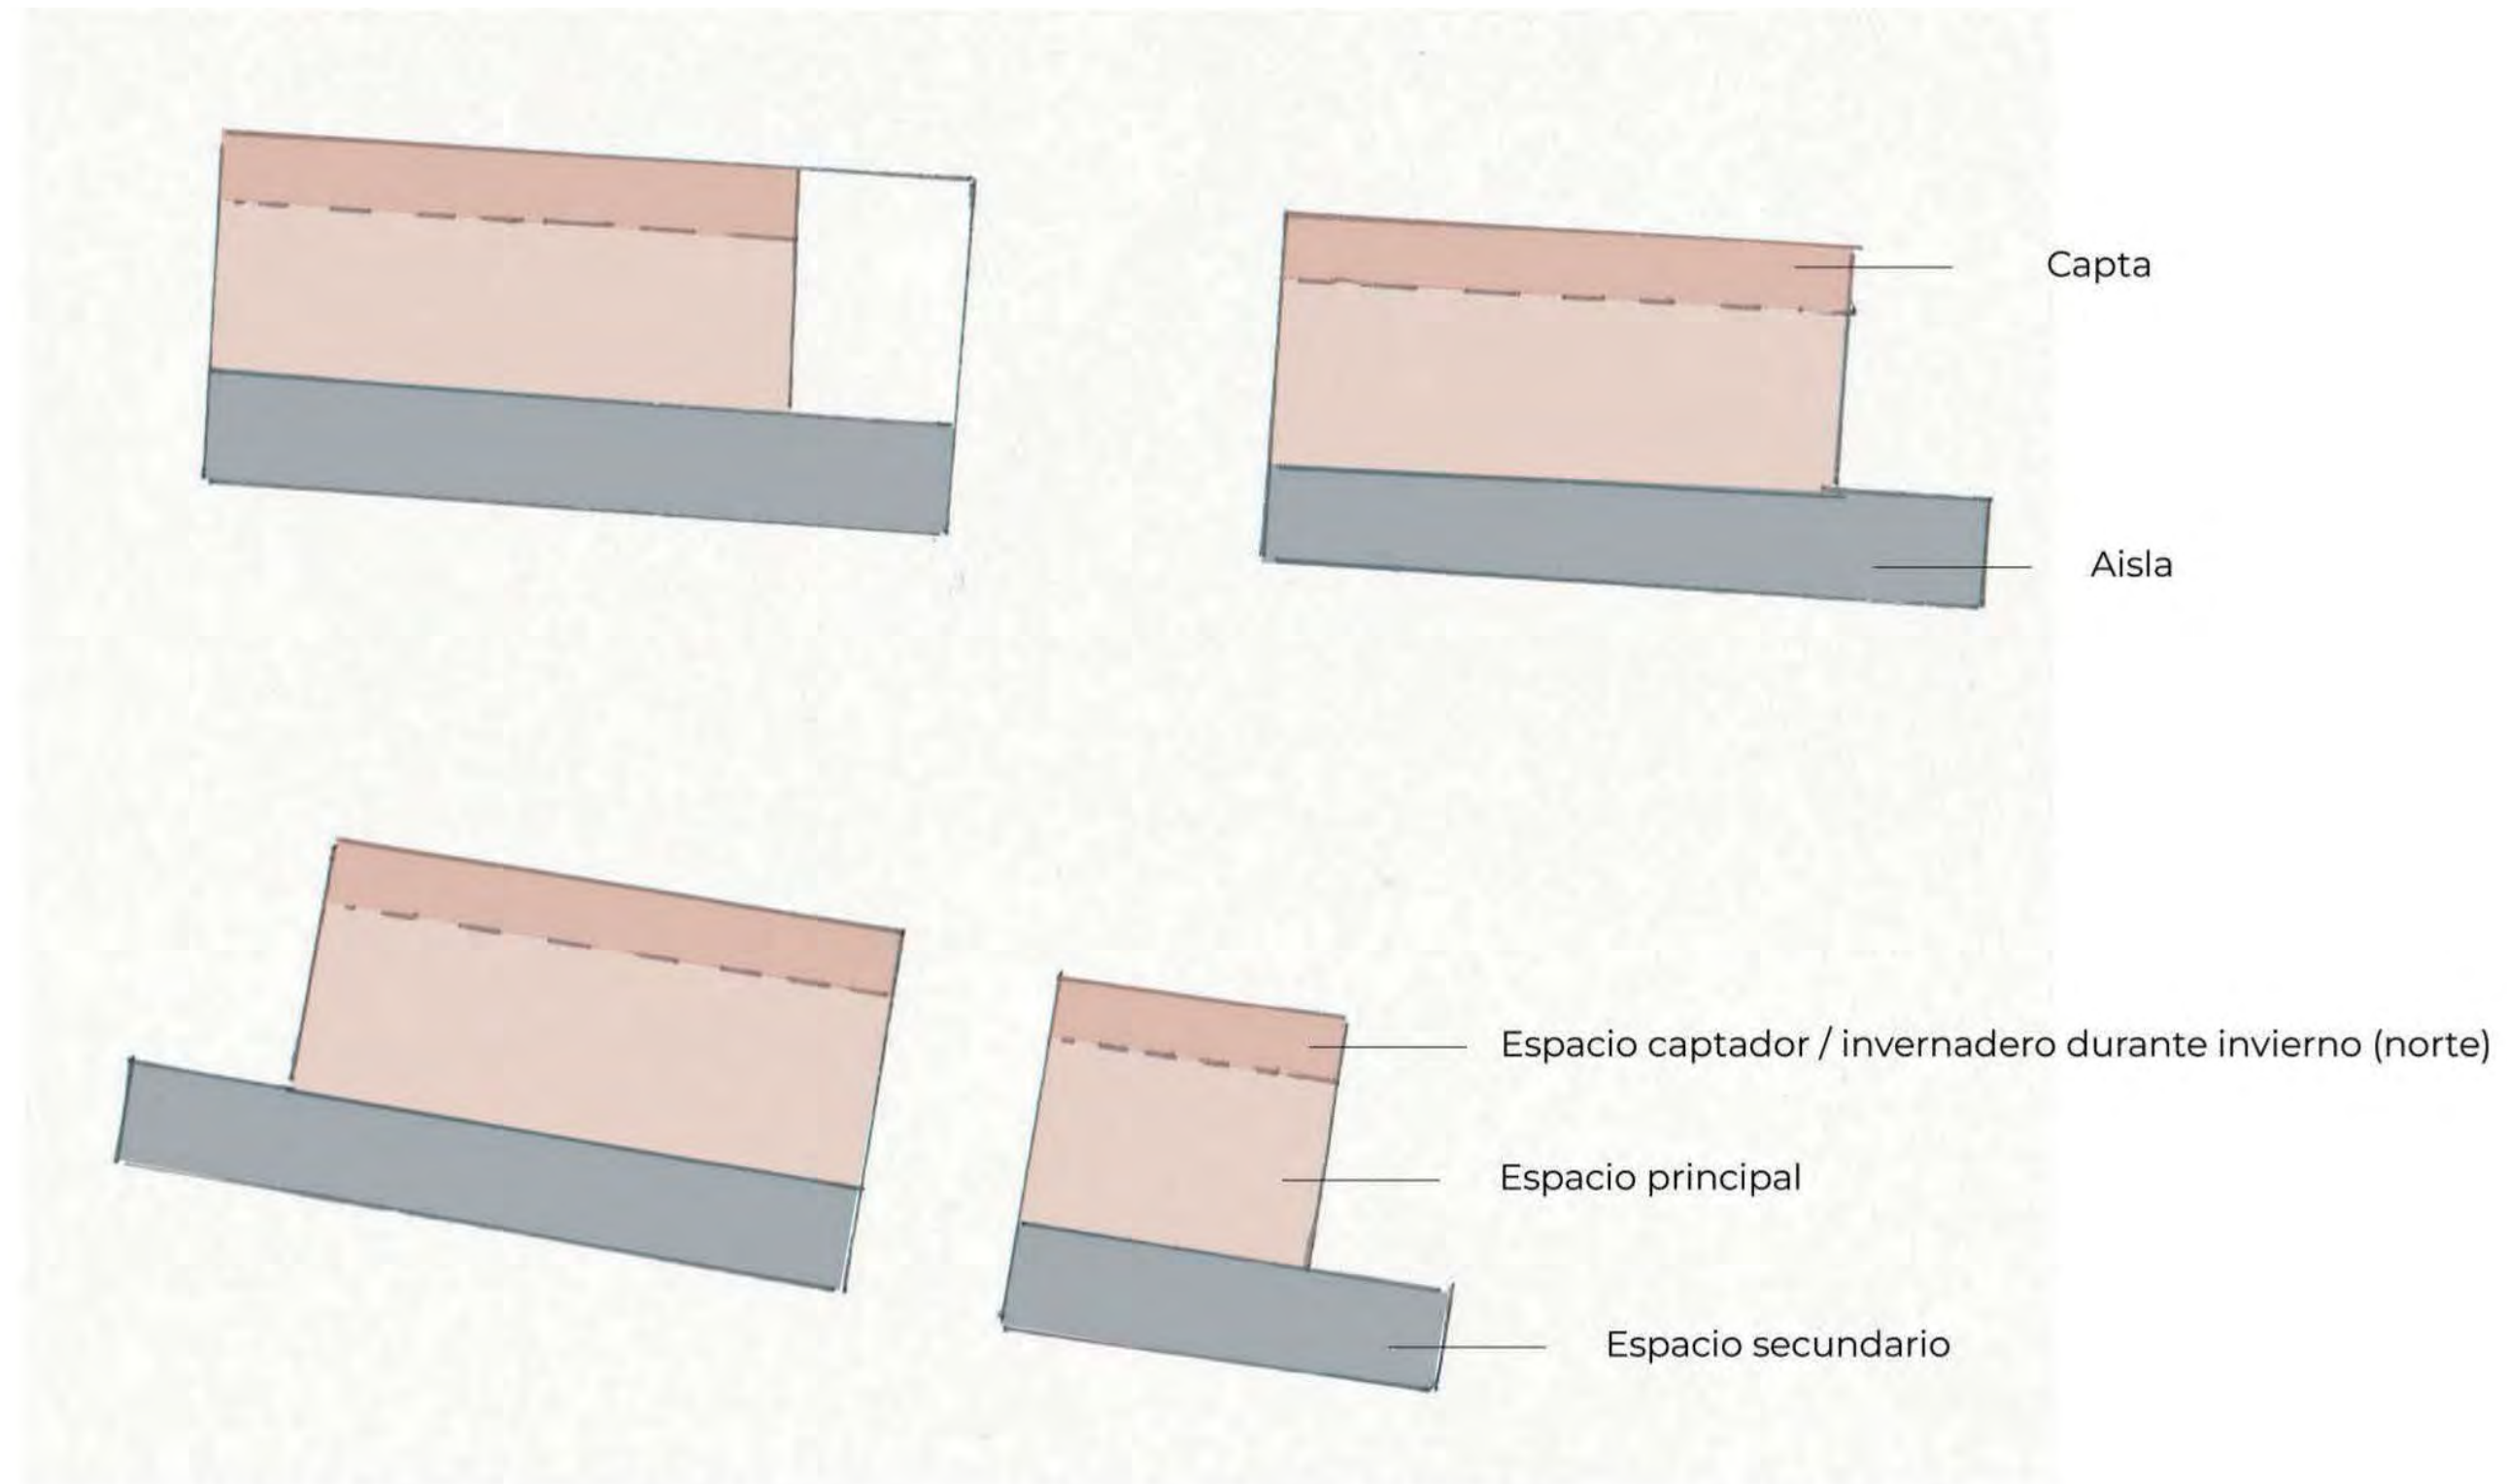 Capta
Aisla
Espacio captador / invernadero durante invierno (norte)
Espacio principal
Espacio secundario